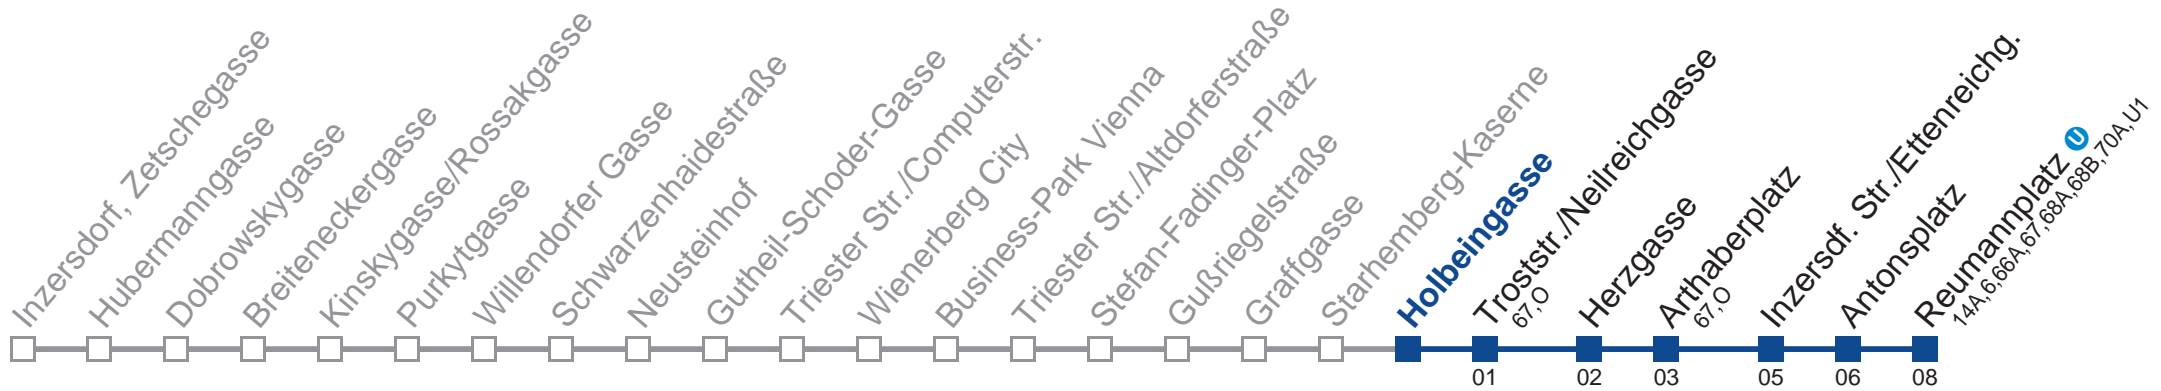 Inzersdorf, Zetschegasse
Hubermanngasse
Dobrowskygasse
Breiteneckergasse
Kinskygasse/Rossakgasse
Purkytgasse
Willendorfer Gasse
Schwarzenhaidestraße
Neusteinhof
Gutheil-Schoder-Gasse
Triester Str./Computerstr.
Wienerberg City
Business-Park Vienna
Triester Str./Altdorferstraße
Stefan-Fadinger-Platz
Gußriegelstraße
Graffgasse
Starhemberg-Kaserne
Holbeingasse
Troststr./Neilreichgasse
67,O
Herzgasse
Arthaberplatz
67,O
Inzersdf. Str./Ettenreichg.
Antonsplatz
Reumannplatz U
14A,6,66A,67,68A,68B,70A,U1
01 02 03 05 06 08